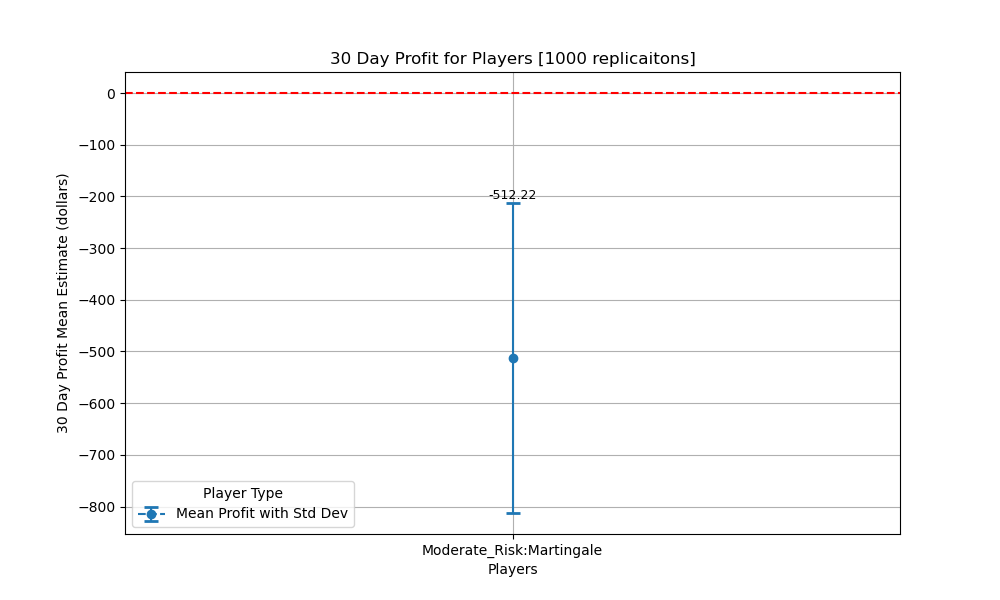 30 Day Profit for Players [1000 replicaitons]
30 Day Profit Mean Estimate (dollars)
0
−100
−200
−300
−400
−500
−600
−700
−800
-512.22
Player Type
Mean Profit with Std Dev
Moderate_Risk:Martingale
Players